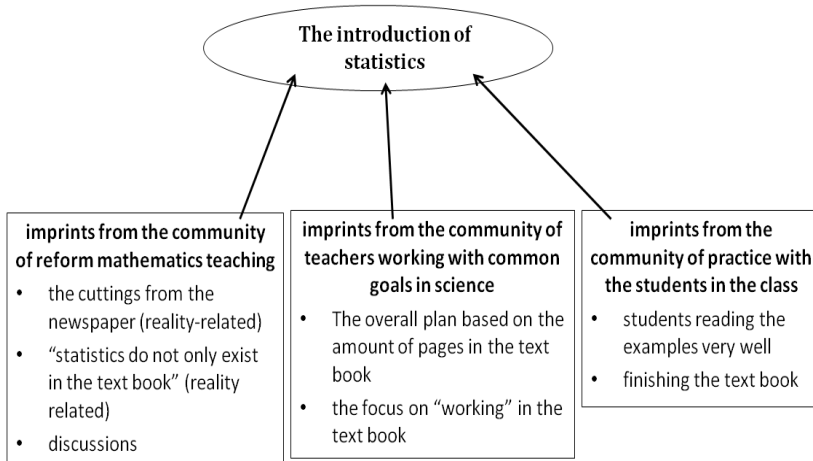 The introduction of
statistics
imprints from the community
of reform mathematics teaching
• the cuttings from the
newspaper (reality-related)
• “statistics do not only exist
in the text book” (reality
related)
• discussions
imprints from the community of
teachers working with common
goals in science
• The overall plan based on the
amount of pages in the text
book
• the focus on “working” in the
text book
imprints from the
community of practice with
the students in the class
• students reading the
examples very well
• finishing the text book